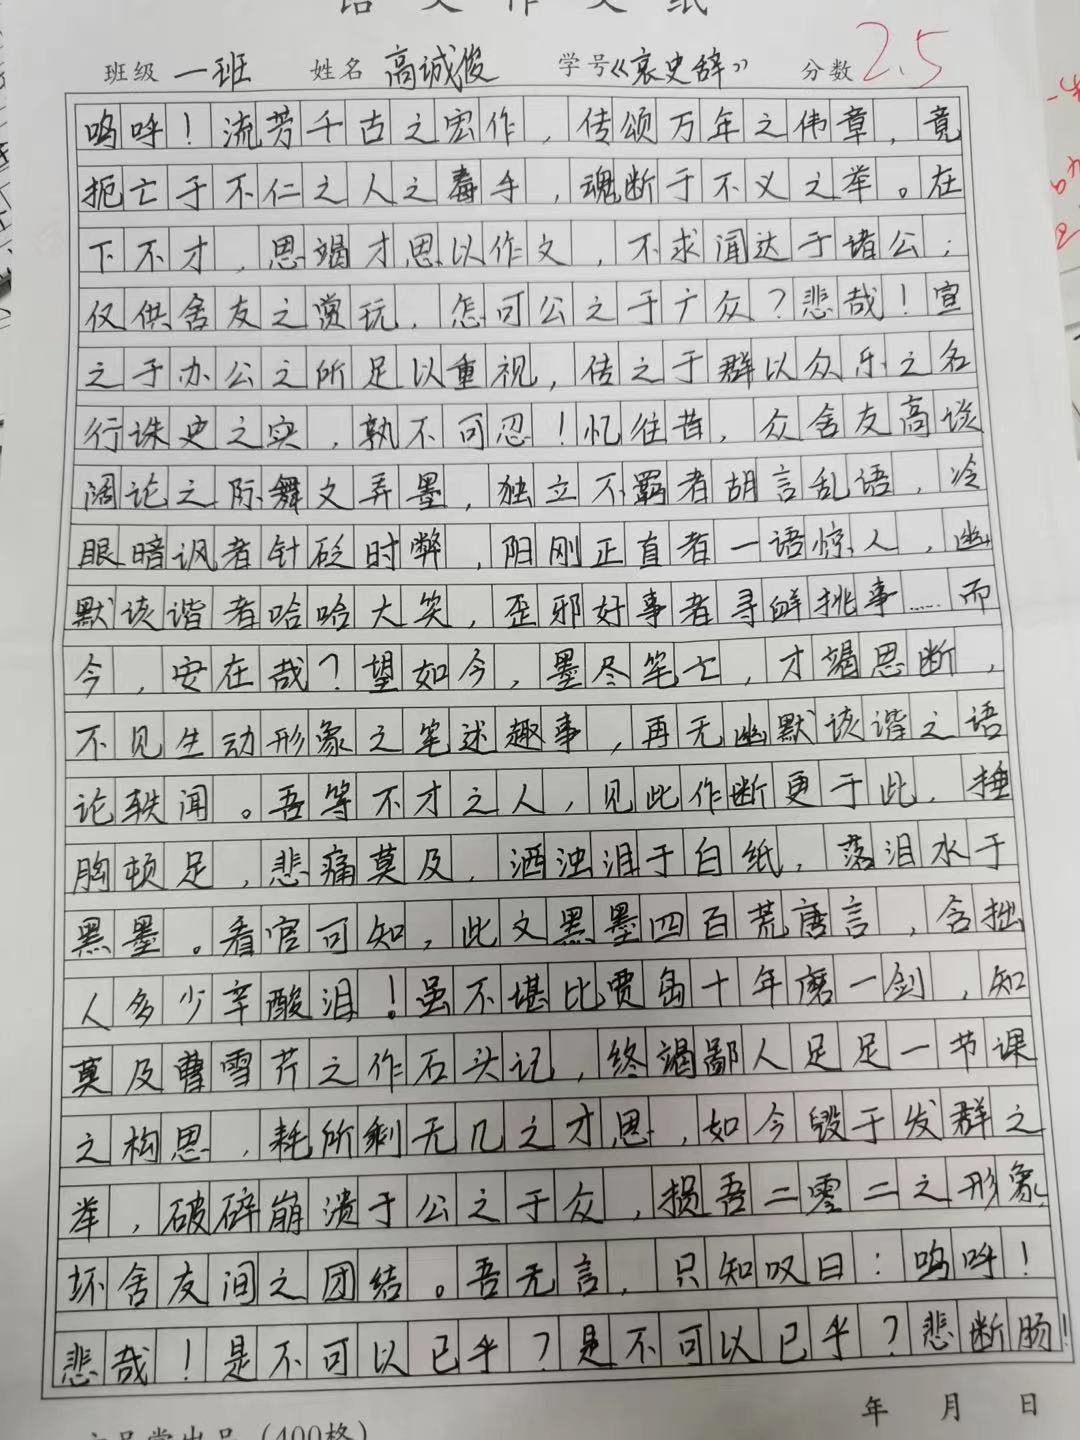 语文作文纸
班级 一班 姓名 高诚俊 学号《哀史辞》 分数 2.5
呜呼！流芳千古之宏作，传颂万年之伟章，竟
扼亡于不仁之人之毒手，魂断于不义之举。在
下不才，思竭才思以作文，不求闻达于诸公；
仅供舍友之赏玩，怎可公之于广众？悲哉！宣
之于办公之所足以重视，传之于群以众乐之名
行诛史之实，孰不可忍！忆往昔，众舍友高谈
阔论之际舞文弄墨，独立不羁者胡言乱语，冷
眼暗讽者针砭时弊，阳刚正直者一语惊人，幽
默诙谐者哈哈大笑，歪邪好事者寻衅挑事……而
今，安在哉？望如今，墨尽笔亡，才竭思断，
不见生动形象之笔述趣事，再无幽默诙谐之语
论轶闻。吾等不才之人，见此作断更于此，捶
胸顿足，悲痛莫及，洒浊泪于白纸，落泪水于
黑墨。看官可知，此文黑墨四百荒唐言，含拙
人多少辛酸泪！虽不堪比贾岛十年磨一剑，知
莫及曹雪芹之作石头记，终竭鄙人足足一节课
之构思，耗所剩无几之才思，如今毁于发群之
举，破碎崩溃于公之于众，损吾二零二之形象，
坏舍友间之团结。吾无言，只知叹曰：呜呼！
悲哉！是不可以已乎？是不可以已乎？悲断肠！
年 月 日
品堂出品（400格）